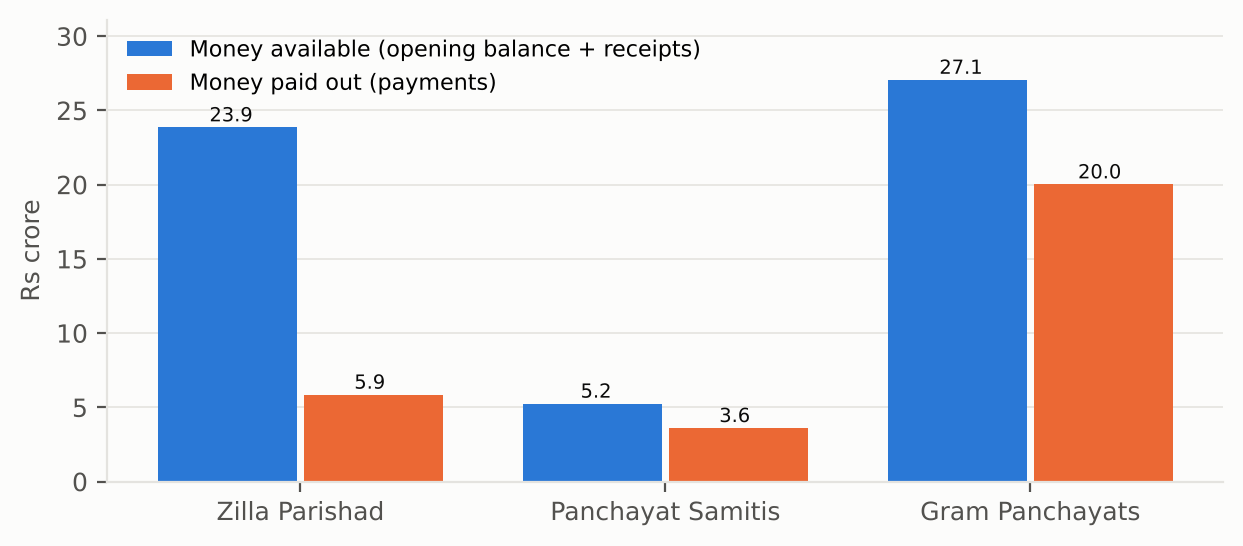 Money available (opening balance + receipts)
Money paid out (payments)
Rs crore
30
25
20
15
10
5
0
23.9
5.9
5.2
3.6
27.1
20.0
Zilla Parishad
Panchayat Samitis
Gram Panchayats